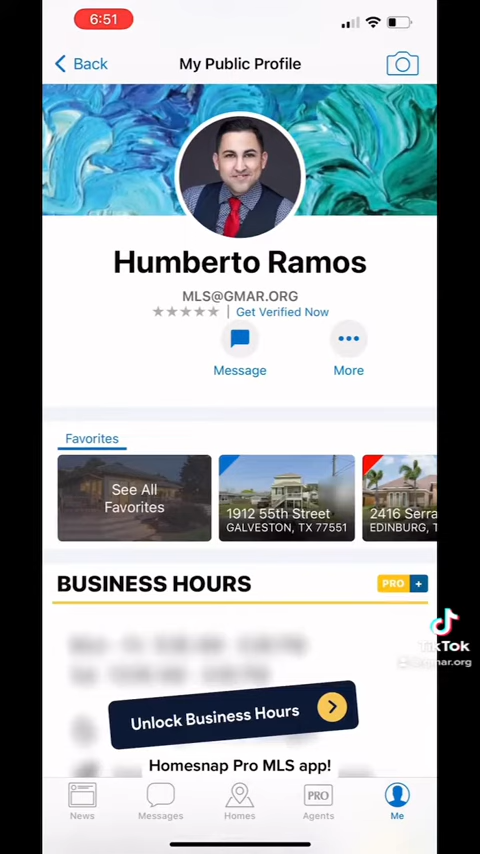 6:51
Back
My Public Profile
Humberto Ramos
MLS@GMAR.ORG
Get Verified Now
Message
More
Favorites
See All
Favorites
1912 55th Street
GALVESTON, TX 77551
2416 Serra
EDINBURG, T
BUSINESS HOURS
PRO +
TikTok
Unlock Business Hours
Homesnap Pro MLS app!
News
Messages
Homes
PRO
Agents
Me